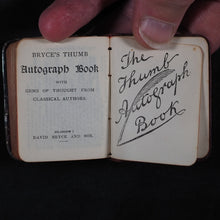 BRYCE'S THUMB
Autograph Book
WITH
GEMS OF THOUGHT FROM
CLASSICAL AUTHORS.
GLASGOW:
DAVID BRYCE AND SON.
The
Thumb
Autograph
Book